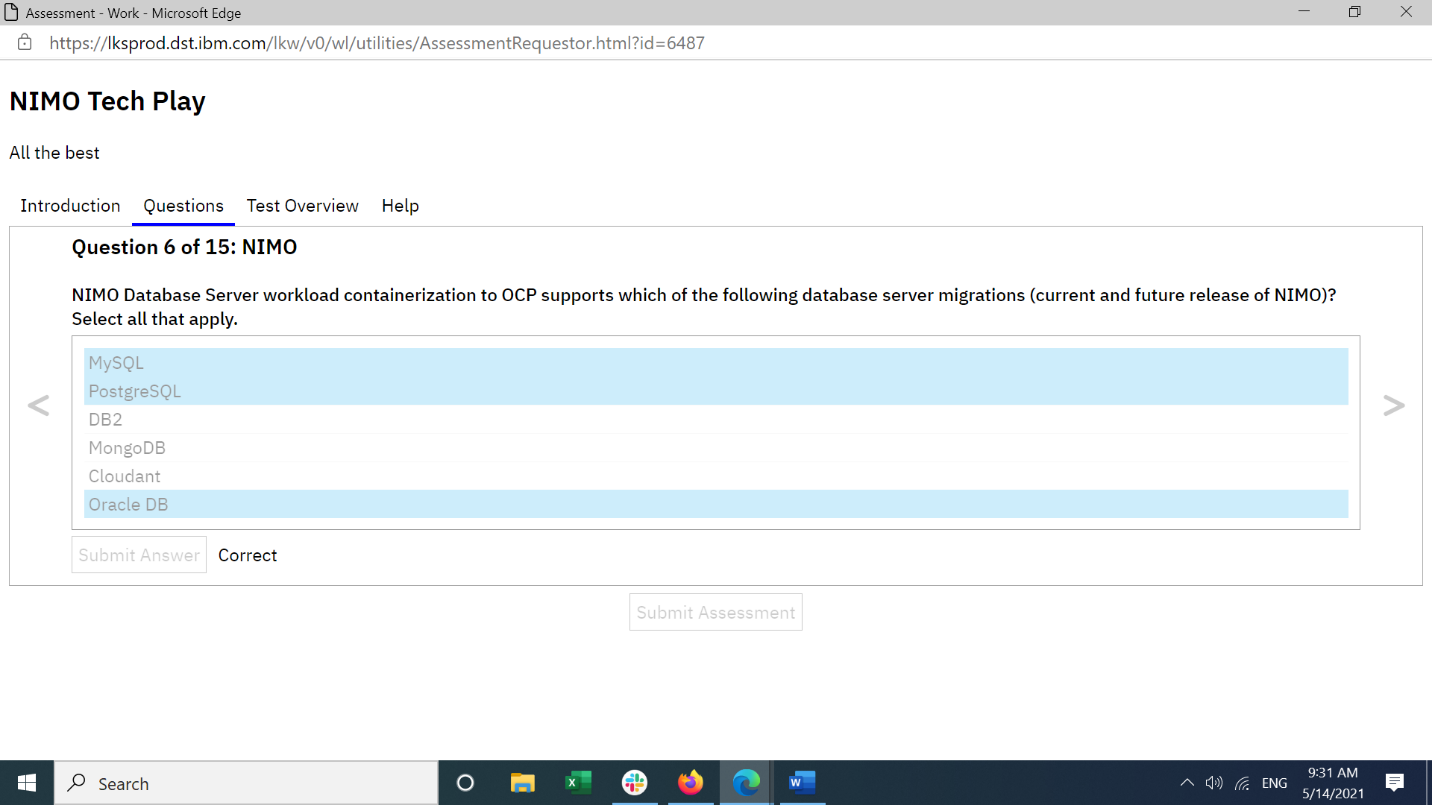 Assessment - Work - Microsoft Edge
https://lksprod.dst.ibm.com/lkw/v0/wl/utilities/AssessmentRequestor.html?id=6487
NIMO Tech Play
All the best
Introduction Questions Test Overview Help
Question 6 of 15: NIMO
NIMO Database Server workload containerization to OCP supports which of the following database server migrations (current and future release of NIMO)?
Select all that apply.
MySQL
PostgreSQL
DB2
MongoDB
Cloudant
Oracle DB
< >
Submit Answer Correct
Submit Assessment
Search
ENG
9:31 AM
5/14/2021